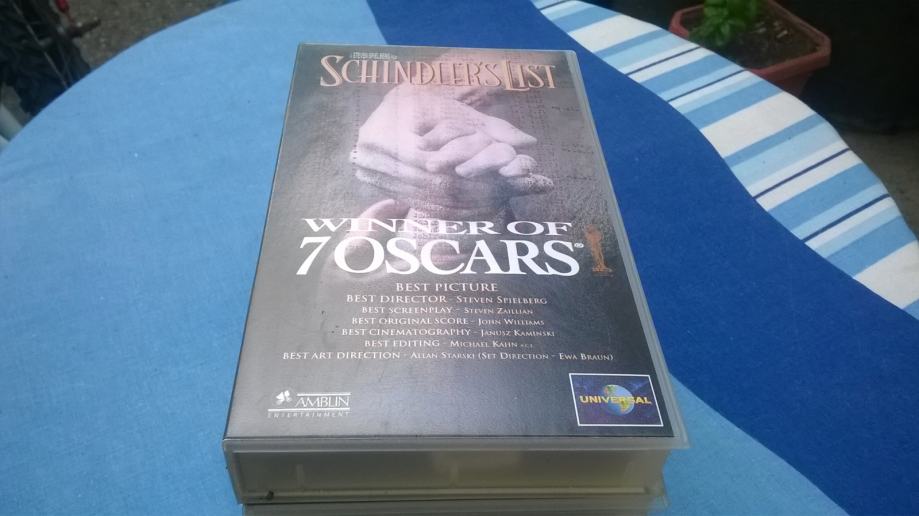 SCHINDLER'S LIST
WINNER OF
7 OSCARS®
BEST PICTURE
BEST DIRECTOR - STEVEN SPIELBERG
BEST SCREENPLAY - STEVEN ZAILLIAN
BEST ORIGINAL SCORE - JOHN WILLIAMS
BEST CINEMATOGRAPHY - JANUSZ KAMINSKI
BEST EDITING - MICHAEL KAHN A.C.E.
BEST ART DIRECTION - ALLAN STARSKI (SET DIRECTION - EWA BRAUN)
AMBLIN
ENTERTAINMENT
UNIVERSAL